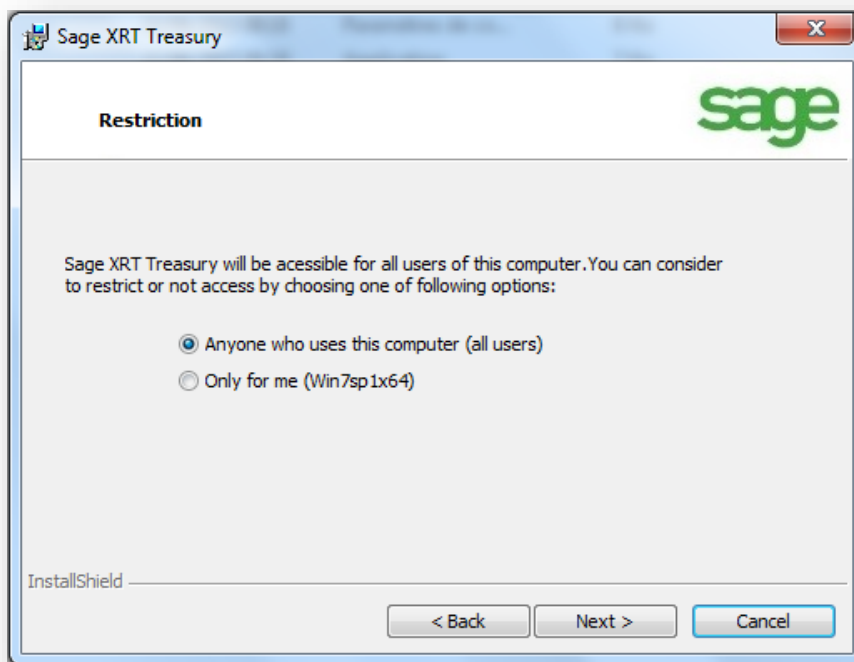 Sage XRT Treasury
Restriction
sage
Sage XRT Treasury will be acessible for all users of this computer.You can consider
to restrict or not access by choosing one of following options:
Anyone who uses this computer (all users)
Only for me (Win7sp1x64)
InstallShield
< Back Next > Cancel